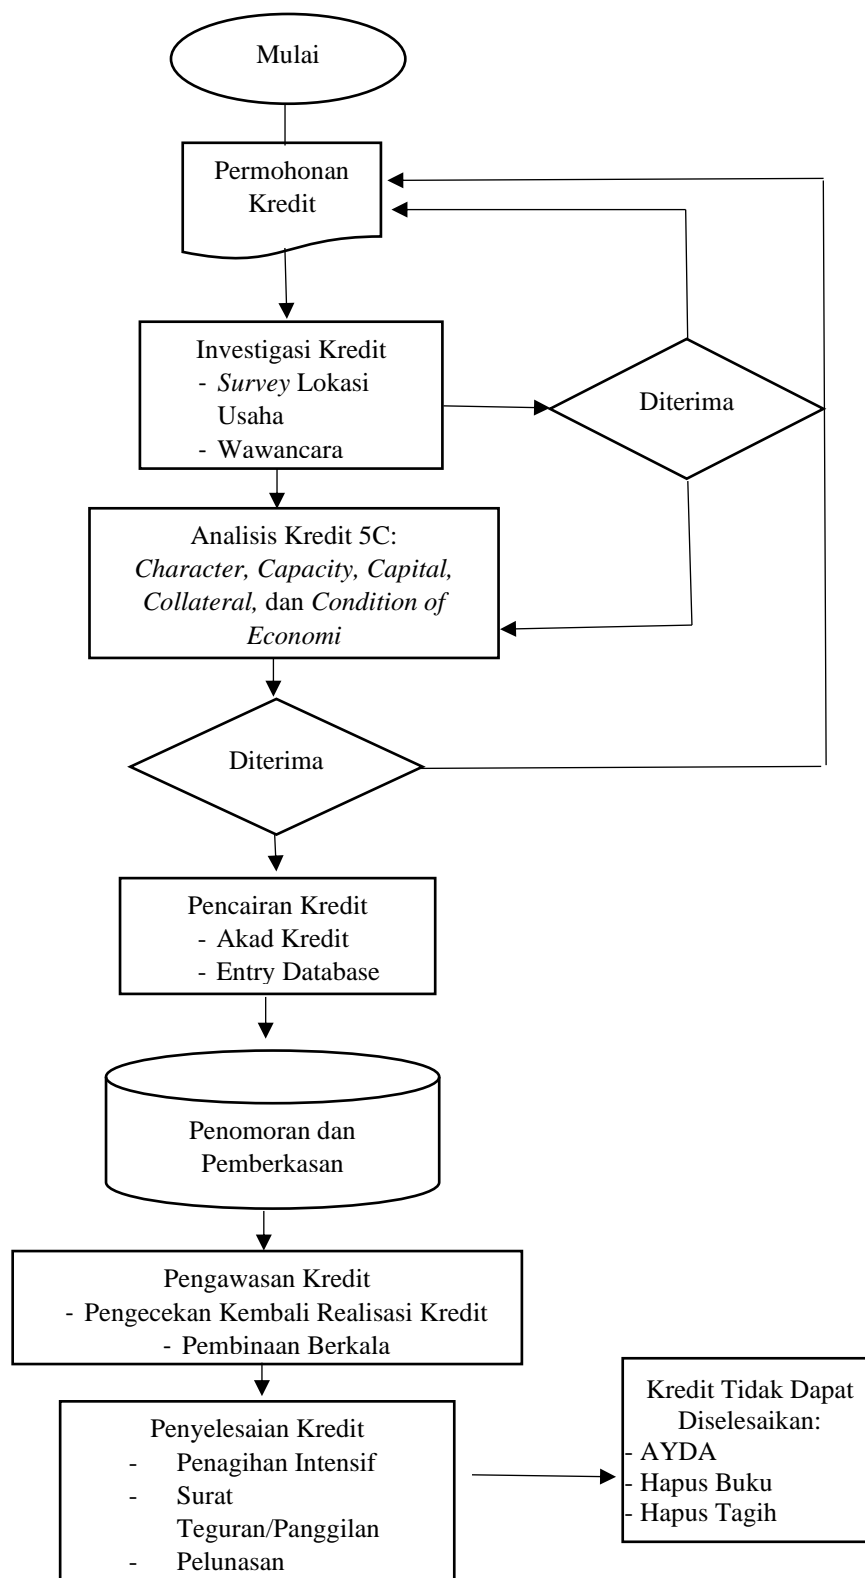 Mulai
Permohonan
Kredit
Investigasi Kredit
- Survey Lokasi
Usaha
- Wawancara
Diterima
Analisis Kredit 5C:
Character, Capacity, Capital,
Collateral, dan Condition of
Economi
Diterima
Pencairan Kredit
- Akad Kredit
- Entry Database
Penomoran dan
Pemberkasan
Pengawasan Kredit
- Pengecekan Kembali Realisasi Kredit
- Pembinaan Berkala
Penyelesaian Kredit
- Penagihan Intensif
- Surat
Teguran/Panggilan
- Pelunasan
Kredit Tidak Dapat
Diselesaikan:
- AYDA
- Hapus Buku
- Hapus Tagih